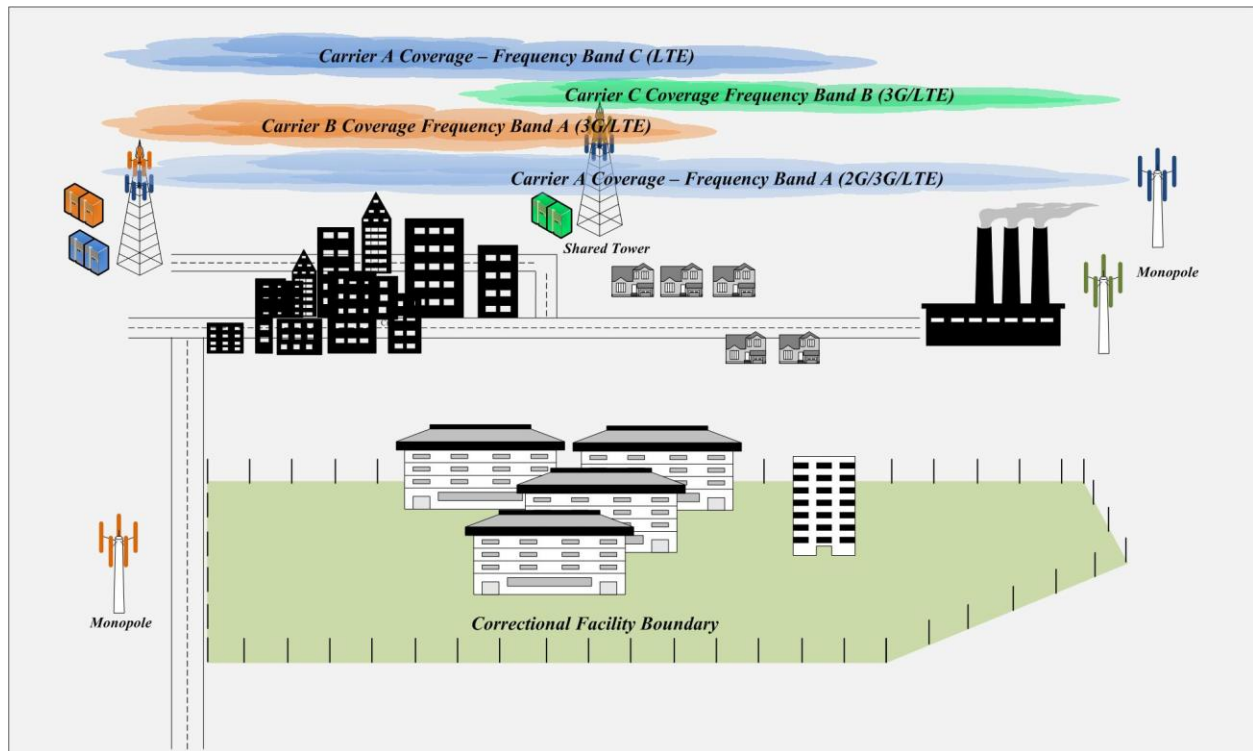 Carrier A Coverage – Frequency Band C (LTE)
Carrier C Coverage Frequency Band B (3G/LTE)
Carrier B Coverage Frequency Band A (3G/LTE)
Carrier A Coverage – Frequency Band A (2G/3G/LTE)
Shared Tower
Monopole
Monopole
Correctional Facility Boundary